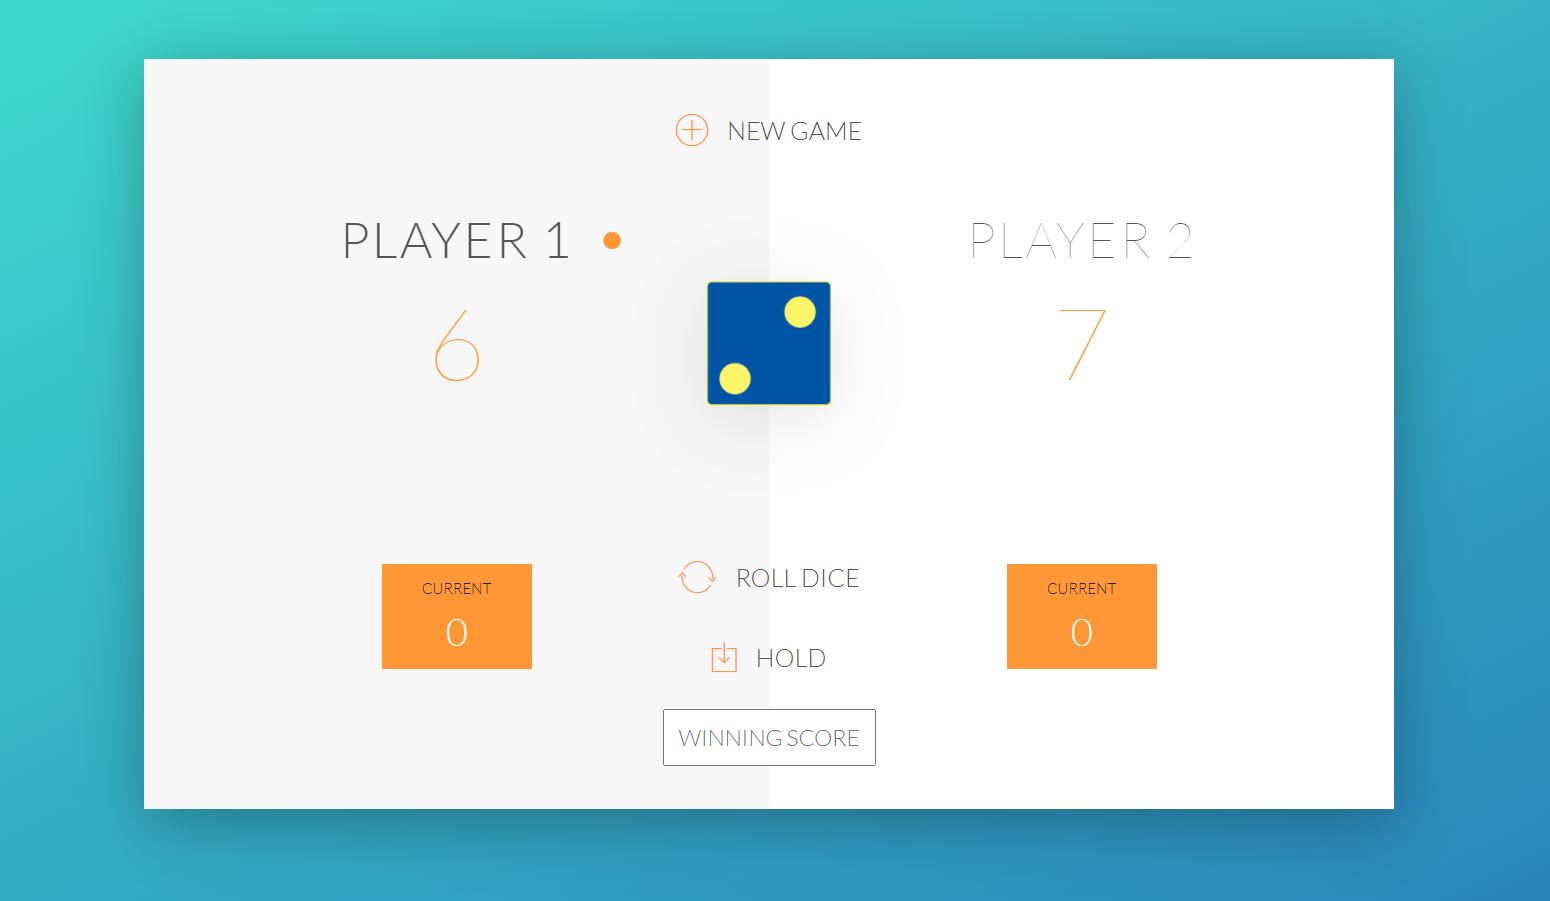 NEW GAME
PLAYER 1
6
PLAYER 2
7
CURRENT
0
ROLL DICE
HOLD
WINNING SCORE
CURRENT
0